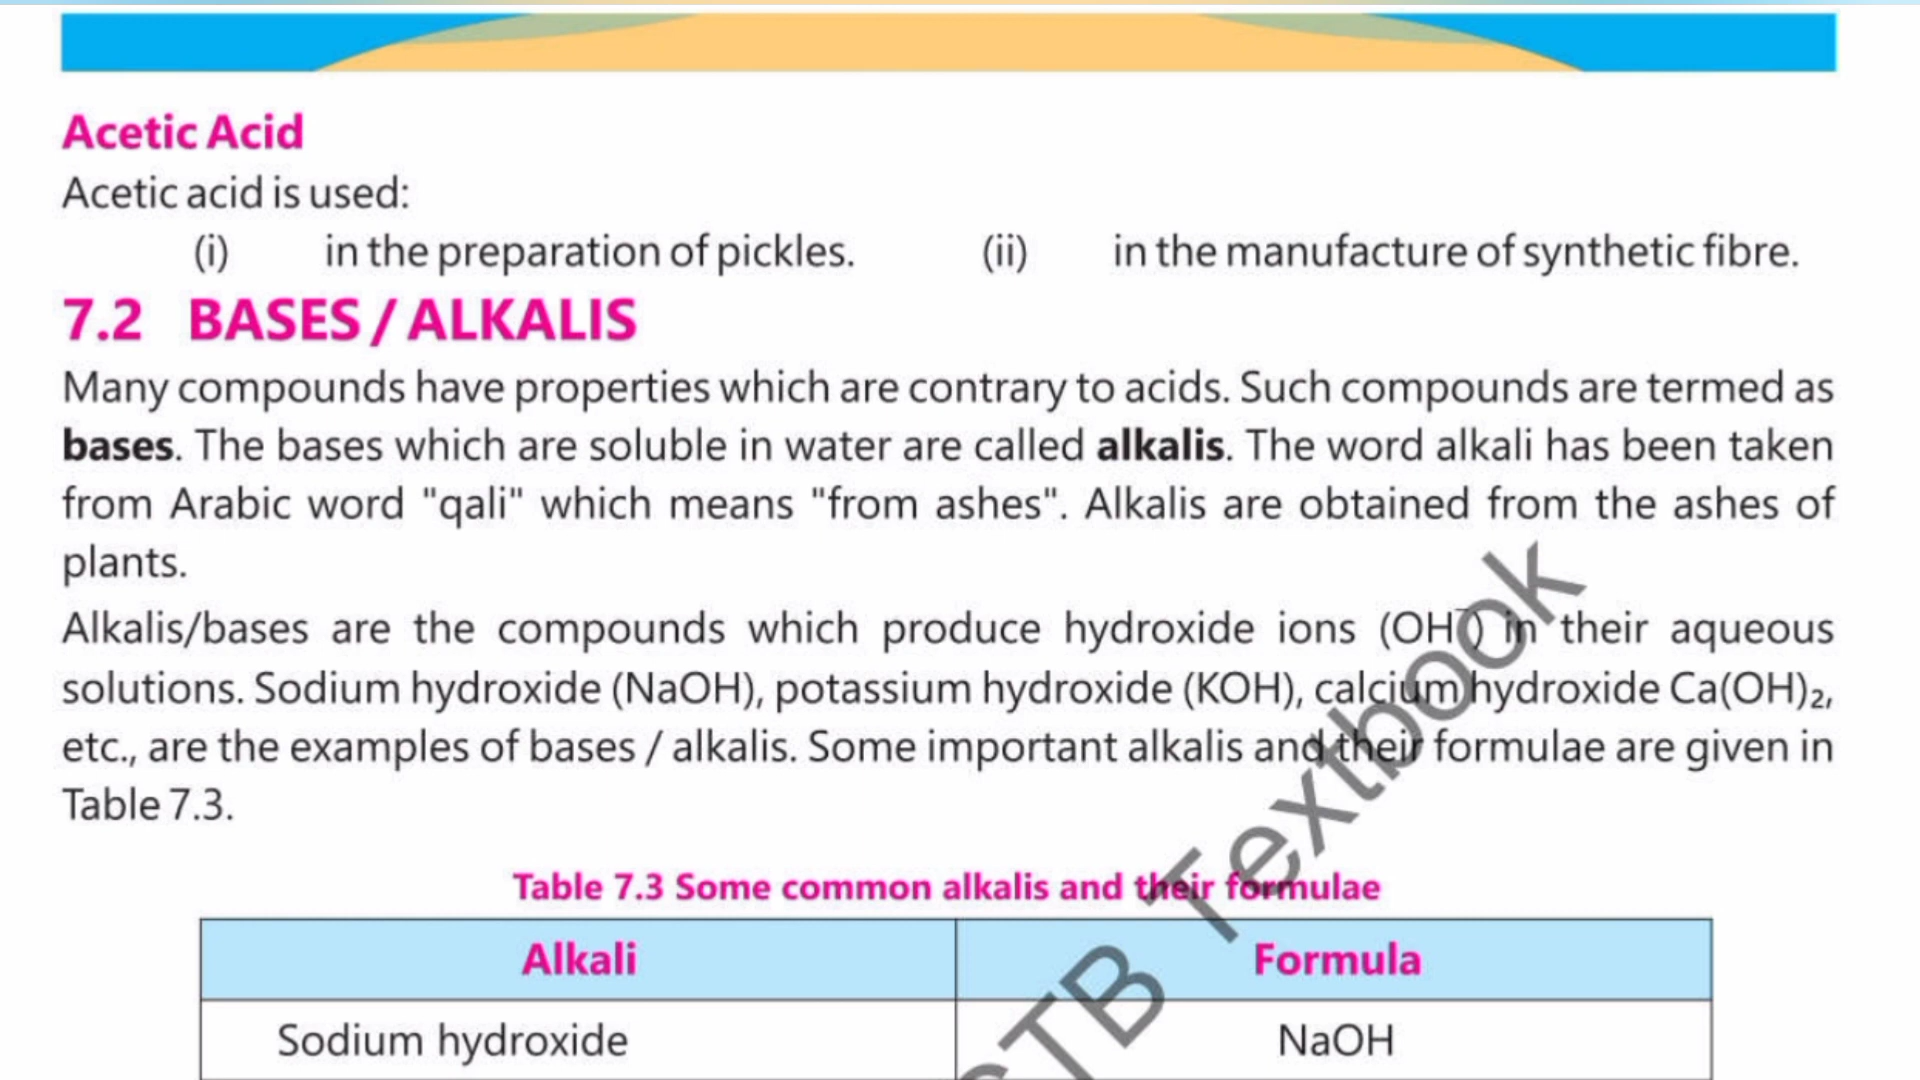 Acetic Acid
Acetic acid is used:
(i) in the preparation of pickles. (ii) in the manufacture of synthetic fibre.
7.2 BASES / ALKALIS
Many compounds have properties which are contrary to acids. Such compounds are termed as
bases. The bases which are soluble in water are called alkalis. The word alkali has been taken
from Arabic word "qali" which means "from ashes". Alkalis are obtained from the ashes of
plants.
Alkalis/bases are the compounds which produce hydroxide ions (OH⁻) in their aqueous
solutions. Sodium hydroxide (NaOH), potassium hydroxide (KOH), calcium hydroxide Ca(OH)₂,
etc., are the examples of bases / alkalis. Some important alkalis and their formulae are given in
Table 7.3.
Table 7.3 Some common alkalis and their formulae
Alkali Formula
Sodium hydroxide NaOH
Textbook